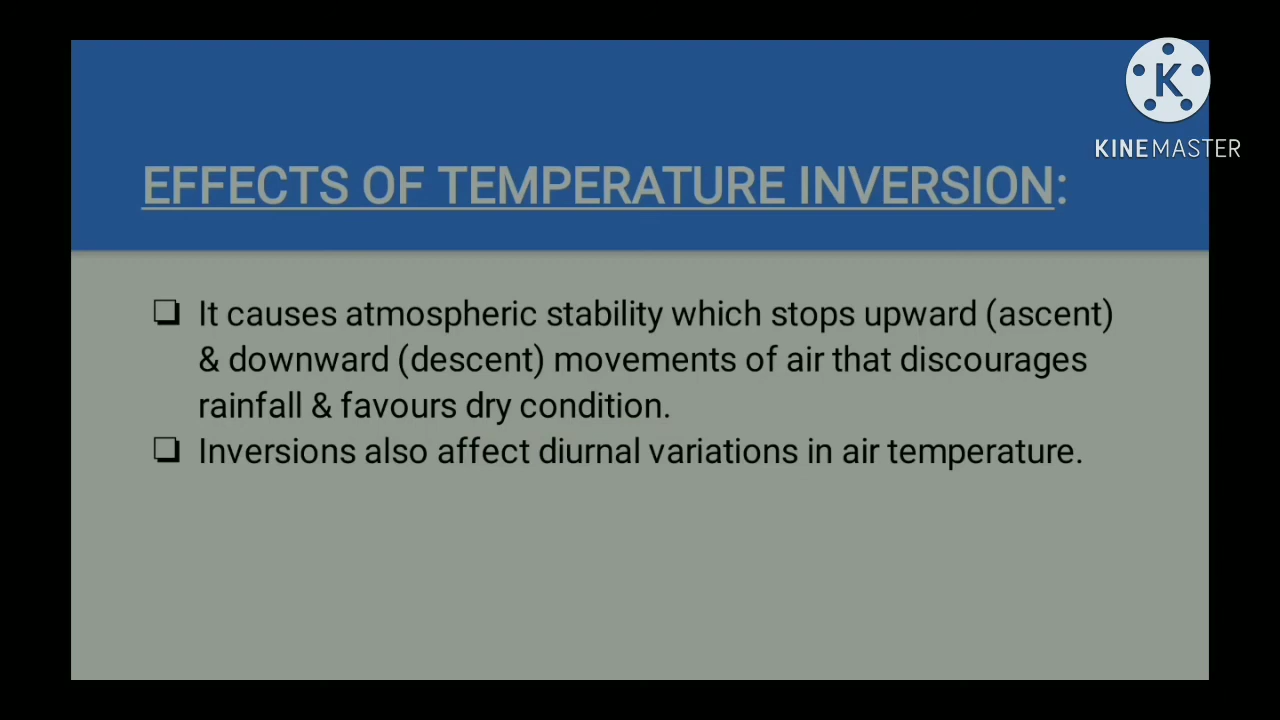 K
KINEMASTER
EFFECTS OF TEMPERATURE INVERSION:
❏ It causes atmospheric stability which stops upward (ascent)
& downward (descent) movements of air that discourages
rainfall & favours dry condition.
❏ Inversions also affect diurnal variations in air temperature.